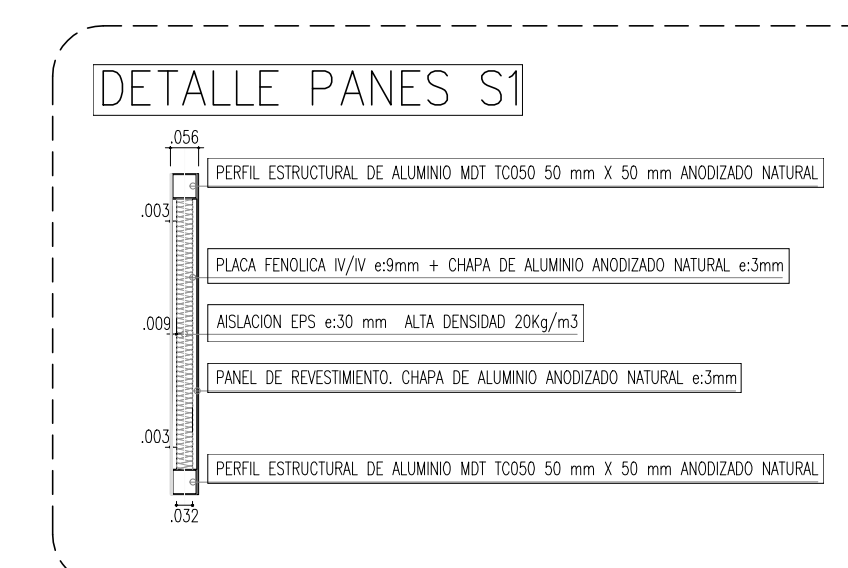 DETALLE PANES S1
.056
PERFIL ESTRUCTURAL DE ALUMINIO MDT TC050 50 mm X 50 mm ANODIZADO NATURAL
.003
PLACA FENOLICA IV/IV e:9mm + CHAPA DE ALUMINIO ANODIZADO NATURAL e:3mm
.009
AISLACION EPS e:30 mm ALTA DENSIDAD 20Kg/m3
PANEL DE REVESTIMIENTO. CHAPA DE ALUMINIO ANODIZADO NATURAL e:3mm
.003
PERFIL ESTRUCTURAL DE ALUMINIO MDT TC050 50 mm X 50 mm ANODIZADO NATURAL
.032